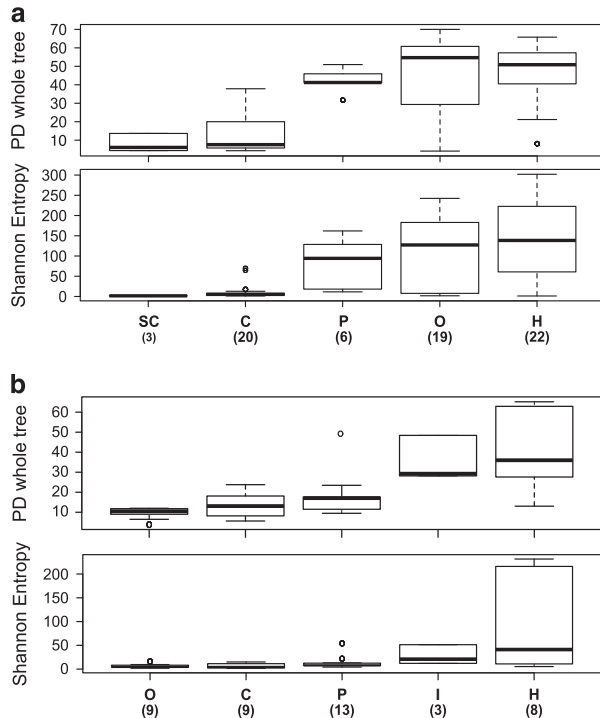 a
PD whole tree
70
60
50
40
30
20
10
Shannon Entropy
300
250
200
150
100
50
0
SC C P O H
(3) (20) (6) (19) (22)
b
PD whole tree
60
50
40
30
20
10
Shannon Entropy
200
150
100
50
0
O C P I H
(9) (9) (13) (3) (8)